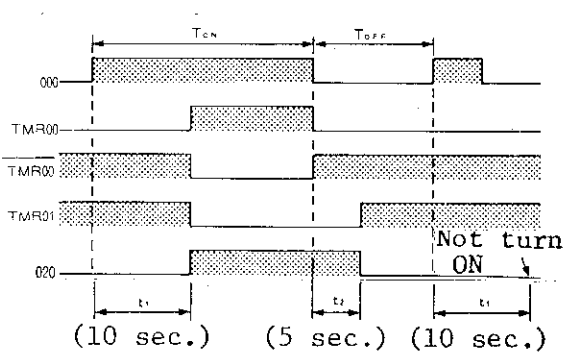 TON TOFF
000
TMR00
TMR00
TMR01
Not turn
ON
020
t₁ t₂ t₁
(10 sec.) (5 sec.) (10 sec.)